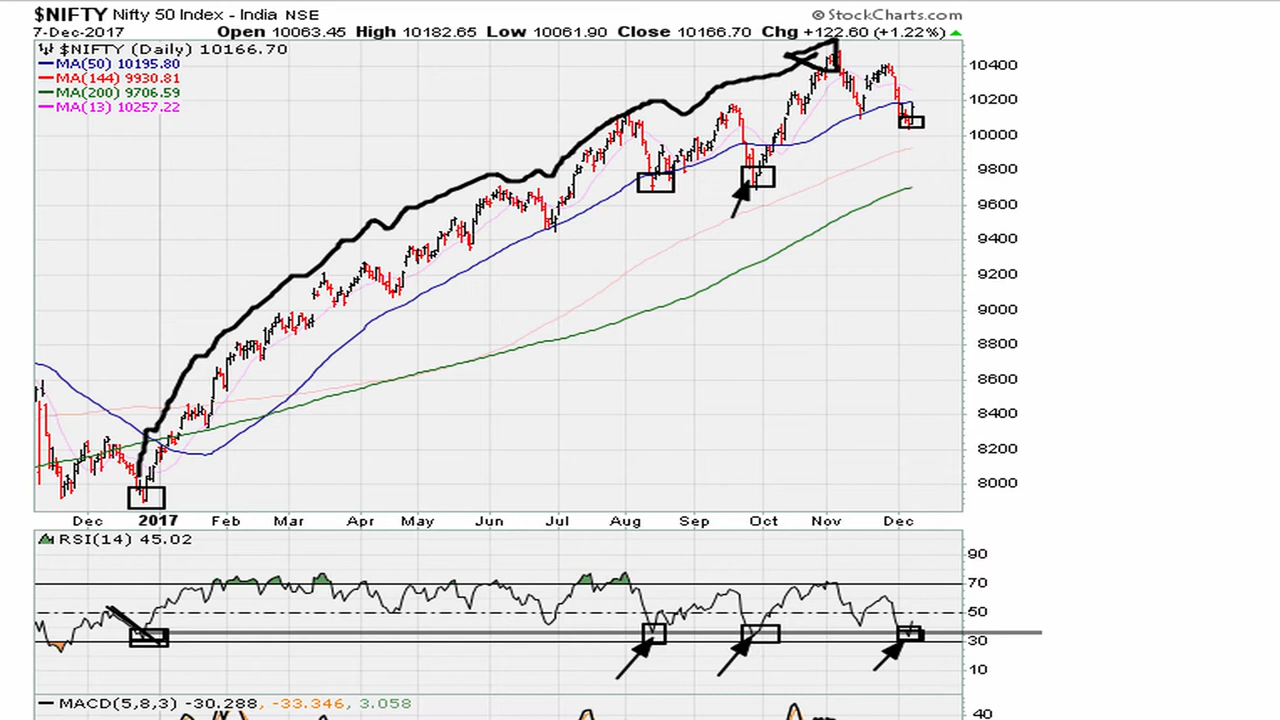 $NIFTY Nifty 50 Index - India NSE
© StockCharts.com
7-Dec-2017 Open 10063.45 High 10182.65 Low 10061.90 Close 10166.70 Chg +122.60 (+1.22%)
$NIFTY (Daily) 10166.70
MA(50) 10195.80
MA(144) 9930.81
MA(200) 9706.59
MA(13) 10257.22
10400
10200
10000
9800
9600
9400
9200
9000
8800
8600
8400
8200
8000
Dec 2017 Feb Mar Apr May Jun Jul Aug Sep Oct Nov Dec
RSI(14) 45.02
90
70
50
30
10
MACD(5,8,3) -30.288, -33.346, 3.058
40